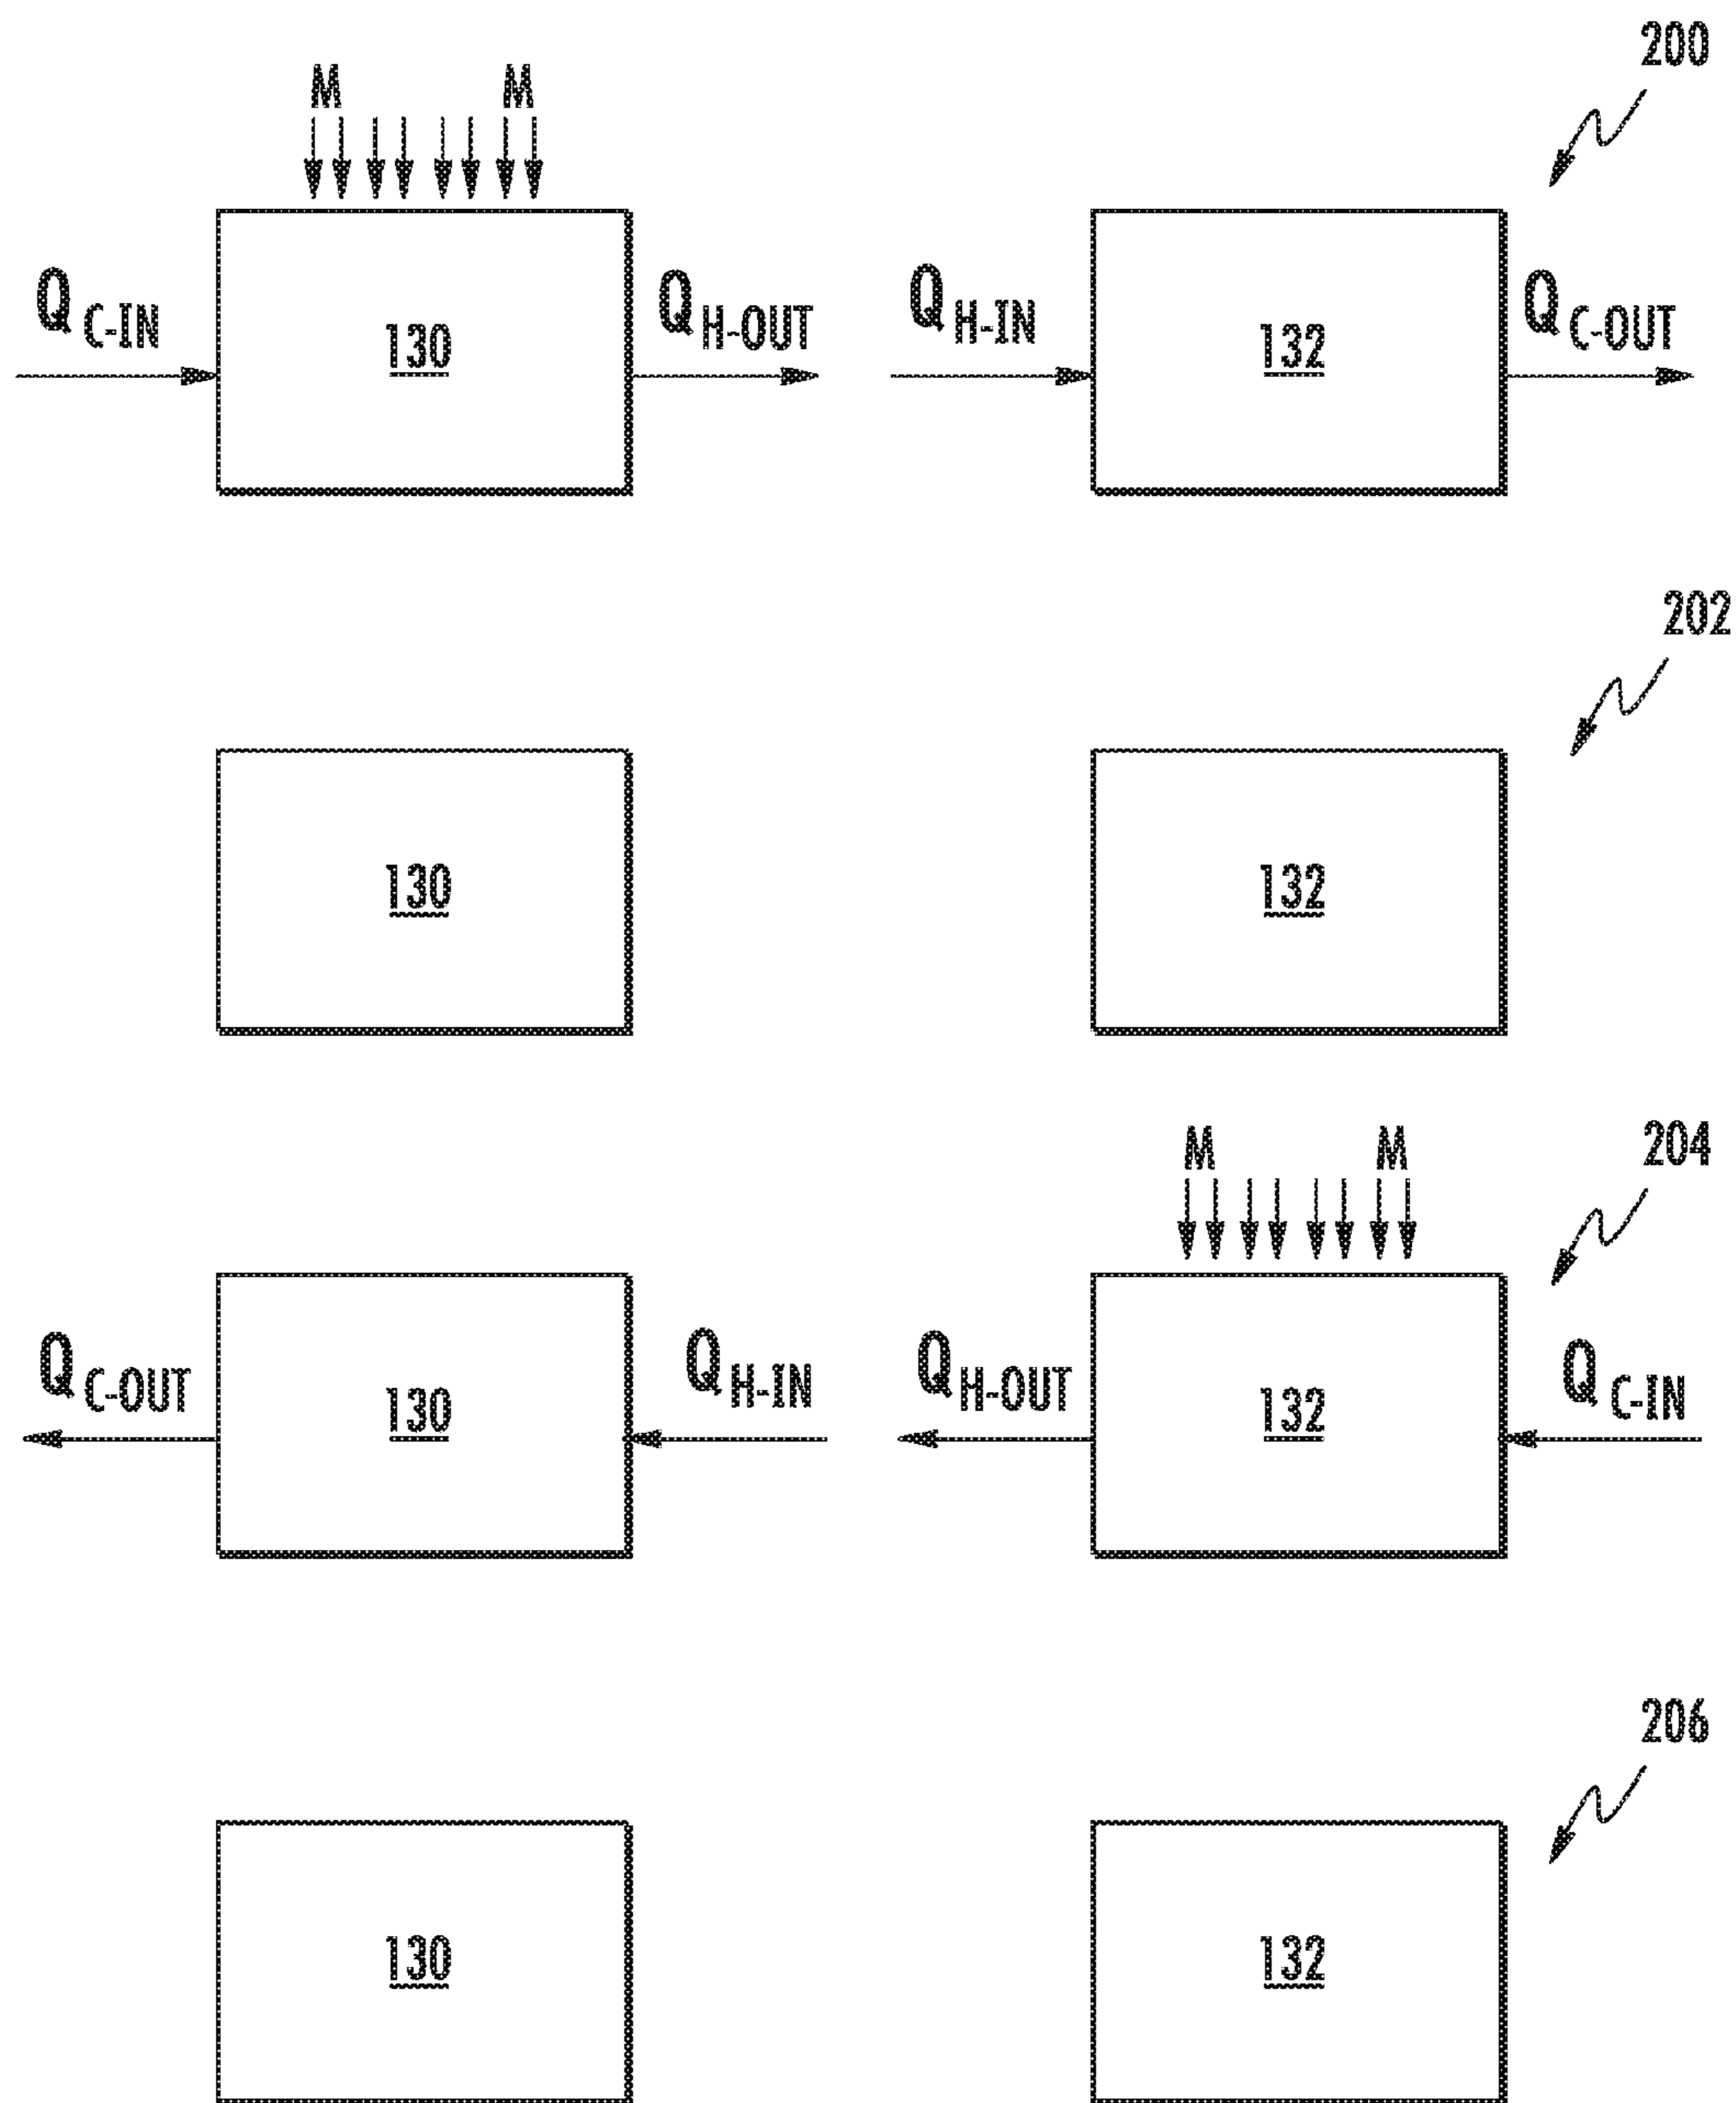 200
M M
Q C-IN 130 Q H-OUT Q H-IN 132 Q C-OUT
202
130 132
204
M M
Q C-OUT 130 Q H-IN Q H-OUT 132 Q C-IN
206
130 132